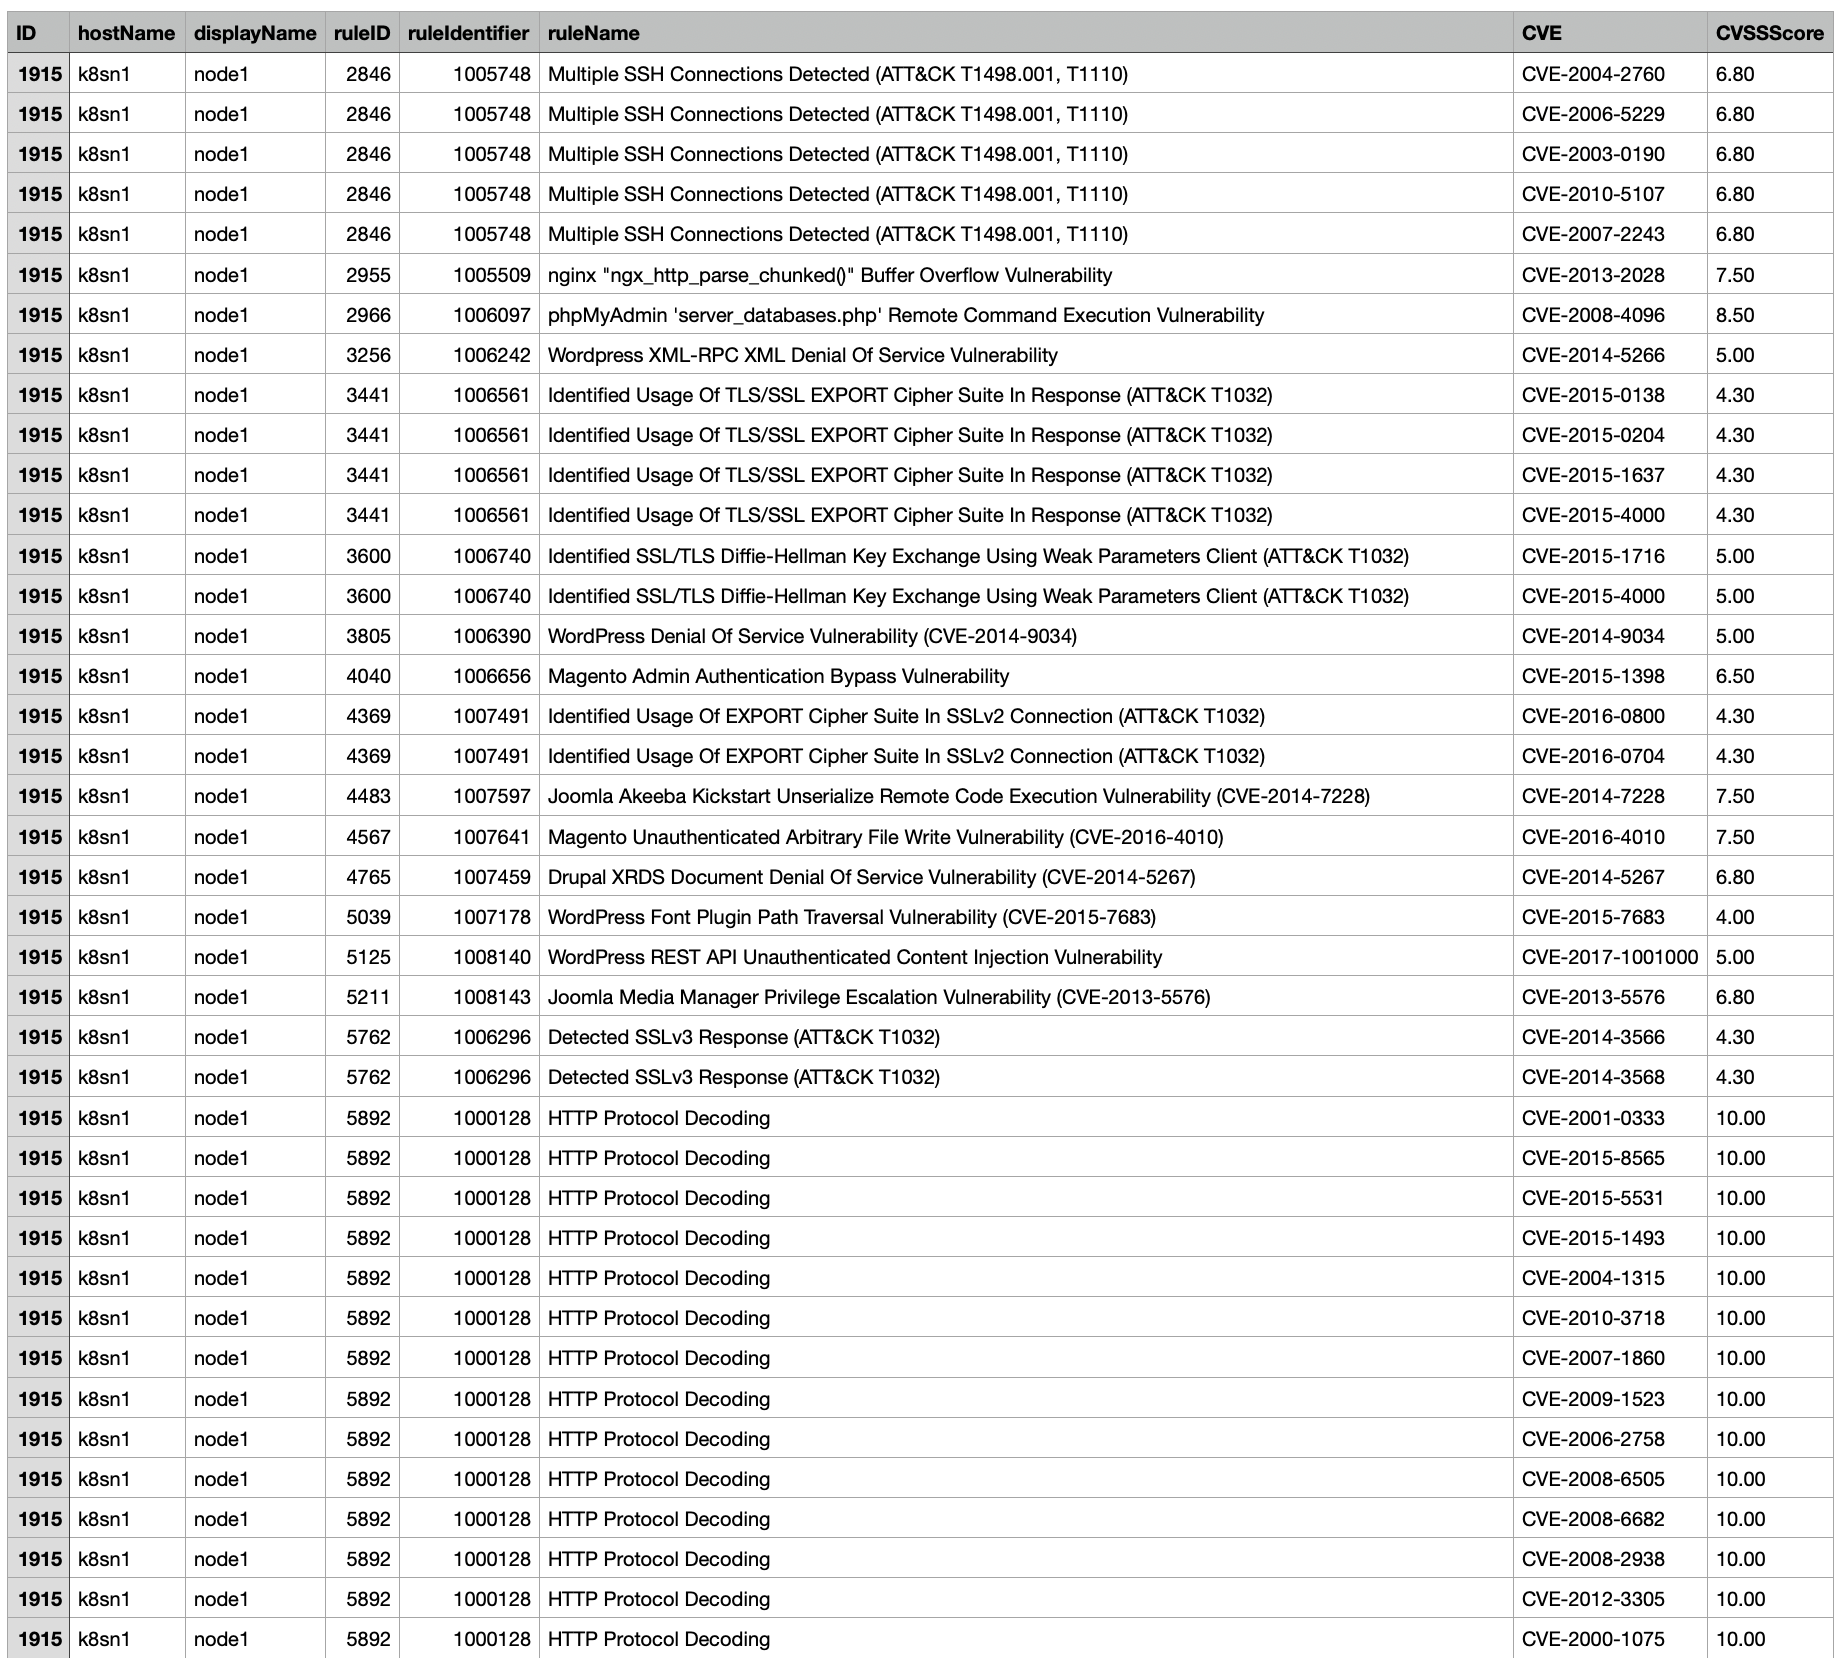 ID hostName displayName ruleID ruleIdentifier ruleName CVE CVSSScore
1915 k8sn1 node1 2846 1005748 Multiple SSH Connections Detected (ATT&CK T1498.001, T1110) CVE-2004-2760 6.80
1915 k8sn1 node1 2846 1005748 Multiple SSH Connections Detected (ATT&CK T1498.001, T1110) CVE-2006-5229 6.80
1915 k8sn1 node1 2846 1005748 Multiple SSH Connections Detected (ATT&CK T1498.001, T1110) CVE-2003-0190 6.80
1915 k8sn1 node1 2846 1005748 Multiple SSH Connections Detected (ATT&CK T1498.001, T1110) CVE-2010-5107 6.80
1915 k8sn1 node1 2846 1005748 Multiple SSH Connections Detected (ATT&CK T1498.001, T1110) CVE-2007-2243 6.80
1915 k8sn1 node1 2955 1005509 nginx "ngx_http_parse_chunked()" Buffer Overflow Vulnerability CVE-2013-2028 7.50
1915 k8sn1 node1 2966 1006097 phpMyAdmin 'server_databases.php' Remote Command Execution Vulnerability CVE-2008-4096 8.50
1915 k8sn1 node1 3256 1006242 Wordpress XML-RPC XML Denial Of Service Vulnerability CVE-2014-5266 5.00
1915 k8sn1 node1 3441 1006561 Identified Usage Of TLS/SSL EXPORT Cipher Suite In Response (ATT&CK T1032) CVE-2015-0138 4.30
1915 k8sn1 node1 3441 1006561 Identified Usage Of TLS/SSL EXPORT Cipher Suite In Response (ATT&CK T1032) CVE-2015-0204 4.30
1915 k8sn1 node1 3441 1006561 Identified Usage Of TLS/SSL EXPORT Cipher Suite In Response (ATT&CK T1032) CVE-2015-1637 4.30
1915 k8sn1 node1 3441 1006561 Identified Usage Of TLS/SSL EXPORT Cipher Suite In Response (ATT&CK T1032) CVE-2015-4000 4.30
1915 k8sn1 node1 3600 1006740 Identified SSL/TLS Diffie-Hellman Key Exchange Using Weak Parameters Client (ATT&CK T1032) CVE-2015-1716 5.00
1915 k8sn1 node1 3600 1006740 Identified SSL/TLS Diffie-Hellman Key Exchange Using Weak Parameters Client (ATT&CK T1032) CVE-2015-4000 5.00
1915 k8sn1 node1 3805 1006390 WordPress Denial Of Service Vulnerability (CVE-2014-9034) CVE-2014-9034 5.00
1915 k8sn1 node1 4040 1006656 Magento Admin Authentication Bypass Vulnerability CVE-2015-1398 6.50
1915 k8sn1 node1 4369 1007491 Identified Usage Of EXPORT Cipher Suite In SSLv2 Connection (ATT&CK T1032) CVE-2016-0800 4.30
1915 k8sn1 node1 4369 1007491 Identified Usage Of EXPORT Cipher Suite In SSLv2 Connection (ATT&CK T1032) CVE-2016-0704 4.30
1915 k8sn1 node1 4483 1007597 Joomla Akeeba Kickstart Unserialize Remote Code Execution Vulnerability (CVE-2014-7228) CVE-2014-7228 7.50
1915 k8sn1 node1 4567 1007641 Magento Unauthenticated Arbitrary File Write Vulnerability (CVE-2016-4010) CVE-2016-4010 7.50
1915 k8sn1 node1 4765 1007459 Drupal XRDS Document Denial Of Service Vulnerability (CVE-2014-5267) CVE-2014-5267 6.80
1915 k8sn1 node1 5039 1007178 WordPress Font Plugin Path Traversal Vulnerability (CVE-2015-7683) CVE-2015-7683 4.00
1915 k8sn1 node1 5125 1008140 WordPress REST API Unauthenticated Content Injection Vulnerability CVE-2017-1001000 5.00
1915 k8sn1 node1 5211 1008143 Joomla Media Manager Privilege Escalation Vulnerability (CVE-2013-5576) CVE-2013-5576 6.80
1915 k8sn1 node1 5762 1006296 Detected SSLv3 Response (ATT&CK T1032) CVE-2014-3566 4.30
1915 k8sn1 node1 5762 1006296 Detected SSLv3 Response (ATT&CK T1032) CVE-2014-3568 4.30
1915 k8sn1 node1 5892 1000128 HTTP Protocol Decoding CVE-2001-0333 10.00
1915 k8sn1 node1 5892 1000128 HTTP Protocol Decoding CVE-2015-8565 10.00
1915 k8sn1 node1 5892 1000128 HTTP Protocol Decoding CVE-2015-5531 10.00
1915 k8sn1 node1 5892 1000128 HTTP Protocol Decoding CVE-2015-1493 10.00
1915 k8sn1 node1 5892 1000128 HTTP Protocol Decoding CVE-2004-1315 10.00
1915 k8sn1 node1 5892 1000128 HTTP Protocol Decoding CVE-2010-3718 10.00
1915 k8sn1 node1 5892 1000128 HTTP Protocol Decoding CVE-2007-1860 10.00
1915 k8sn1 node1 5892 1000128 HTTP Protocol Decoding CVE-2009-1523 10.00
1915 k8sn1 node1 5892 1000128 HTTP Protocol Decoding CVE-2006-2758 10.00
1915 k8sn1 node1 5892 1000128 HTTP Protocol Decoding CVE-2008-6505 10.00
1915 k8sn1 node1 5892 1000128 HTTP Protocol Decoding CVE-2008-6682 10.00
1915 k8sn1 node1 5892 1000128 HTTP Protocol Decoding CVE-2008-2938 10.00
1915 k8sn1 node1 5892 1000128 HTTP Protocol Decoding CVE-2012-3305 10.00
1915 k8sn1 node1 5892 1000128 HTTP Protocol Decoding CVE-2000-1075 10.00